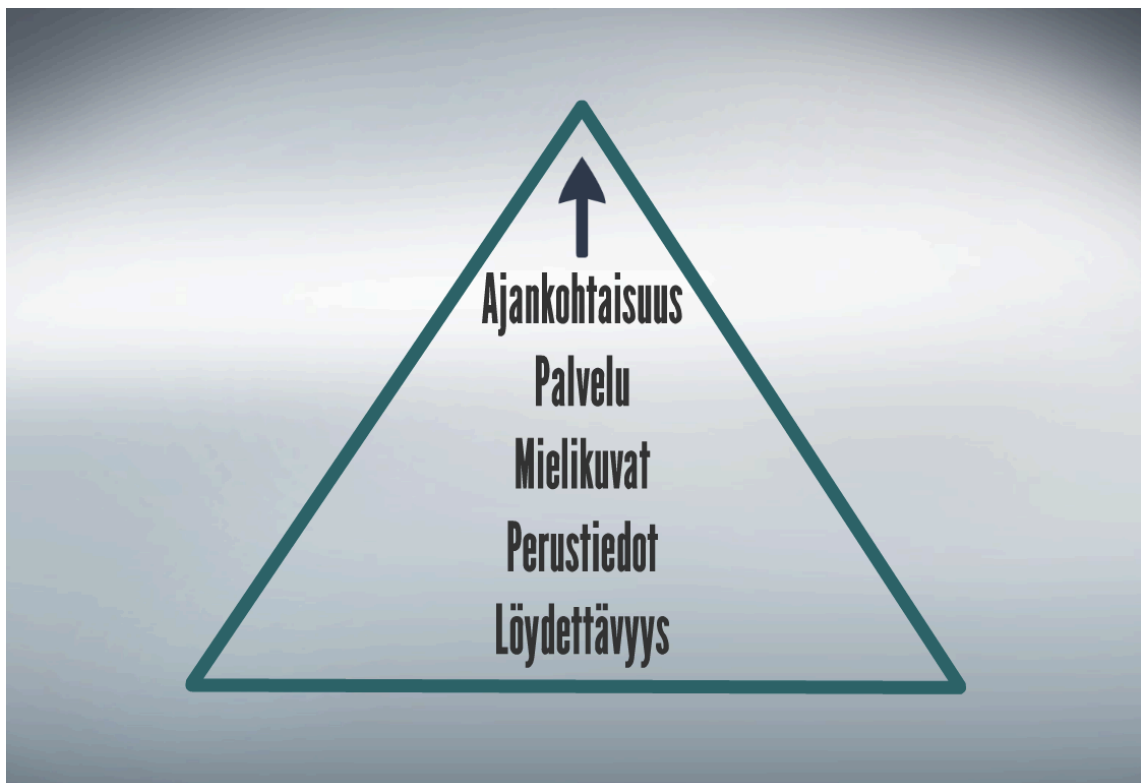 Ajankohtaisuus
Palvelu
Mielikuvat
Perustiedot
Löydettävyys